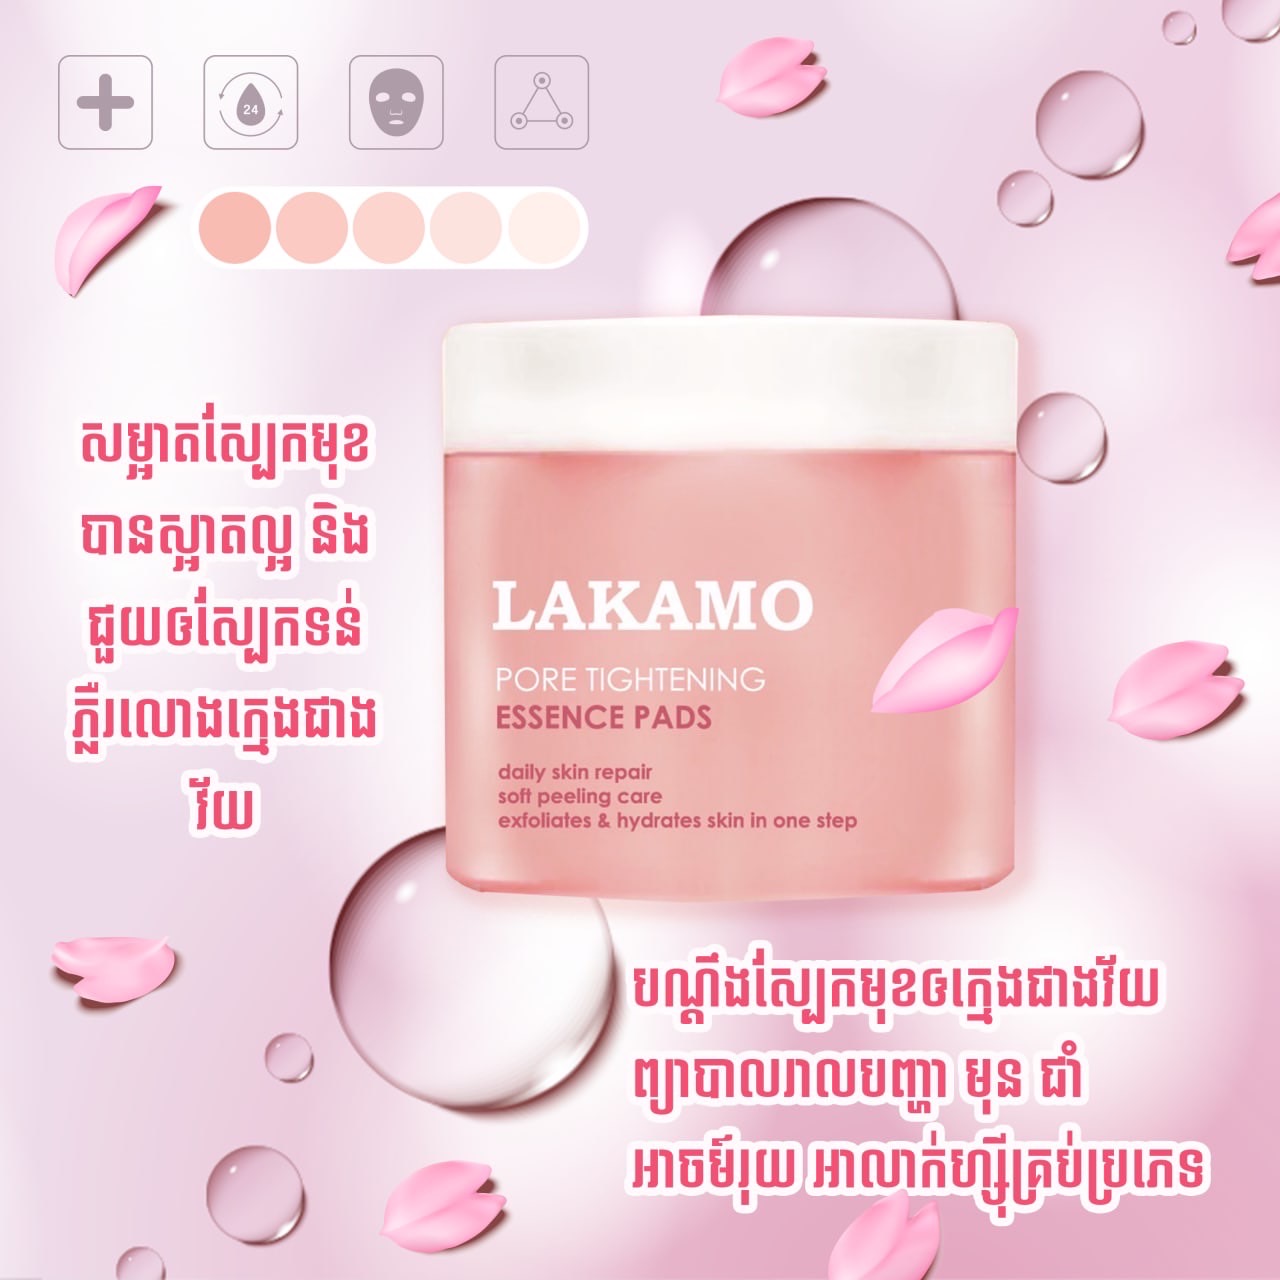 24
សម្អាតស្បែកមុខ
បានស្អាតល្អ និង
ជួយឲស្បែកទន់
ភ្លឺរលោងក្មេងជាង
វ័យ
LAKAMO
PORE TIGHTENING
ESSENCE PADS
daily skin repair
soft peeling care
exfoliates & hydrates skin in one step
បណ្ដឹងស្បែកមុខឲក្មេងជាងវ័យ
ព្យាបាលរាលបញ្ហា មុន ជាំ
អាចម៍រុយ អាលាក់ហ្ស៊ីគ្រប់ប្រភេទ